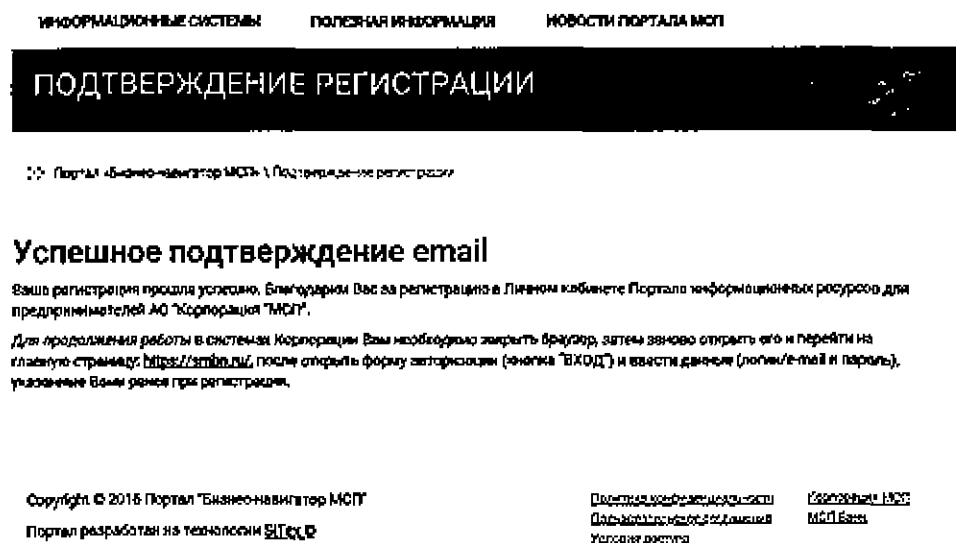 ИНФОРМАЦИОННЫЕ СИСТЕМЫ ПОЛЕЗНАЯ ИНФОРМАЦИЯ НОВОСТИ ПОРТАЛА МСП
ПОДТВЕРЖДЕНИЕ РЕГИСТРАЦИИ
Портал «Бизнес-навигатор МСП» \ Подтверждение регистрации
Успешное подтверждение email
Ваша регистрация прошла успешно. Благодарим Вас за регистрацию в Личном кабинете Портала информационных ресурсов для
предпринимателей АО "Корпорация "МСП".
Для продолжения работы в системах Корпорации Вам необходимо закрыть браузер, затем заново открыть его и перейти на
главную страницу: https://smbn.ru/, после открыть форму авторизации (кнопка "ВХОД") и ввести данные (логин/e-mail и пароль),
указанные Вами ранее при регистрации.
Copyright © 2016 Портал "Бизнес-навигатор МСП"
Портал разработан на технологии SiTex
Политика конфиденциальности
Пользовательское соглашение
Условия доступа
Корпорация МСП
МСП Банк